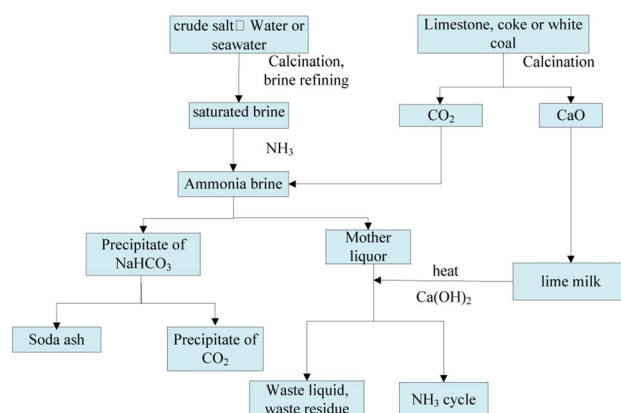 crude salt□ Water or
seawater
Limestone, coke or white
coal
Calcination,
brine refining
Calcination
saturated brine
CO₂
CaO
NH₃
Ammonia brine
Precipitate of
NaHCO₃
Mother
liquor
heat
Ca(OH)₂
lime milk
Soda ash
Precipitate of
CO₂
Waste liquid,
waste residue
NH₃ cycle